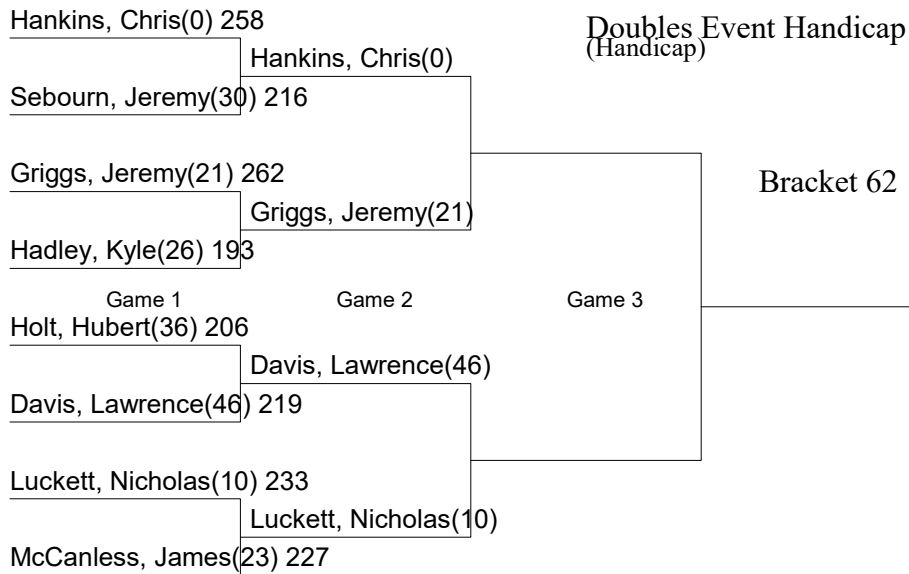 Hankins, Chris(0) 258
Doubles Event Handicap
(Handicap)
Hankins, Chris(0)
Sebourn, Jeremy(30) 216
Griggs, Jeremy(21) 262
Bracket 62
Griggs, Jeremy(21)
Hadley, Kyle(26) 193
Game 1 Game 2 Game 3
Holt, Hubert(36) 206
Davis, Lawrence(46)
Davis, Lawrence(46) 219
Luckett, Nicholas(10) 233
Luckett, Nicholas(10)
McCanless, James(23) 227